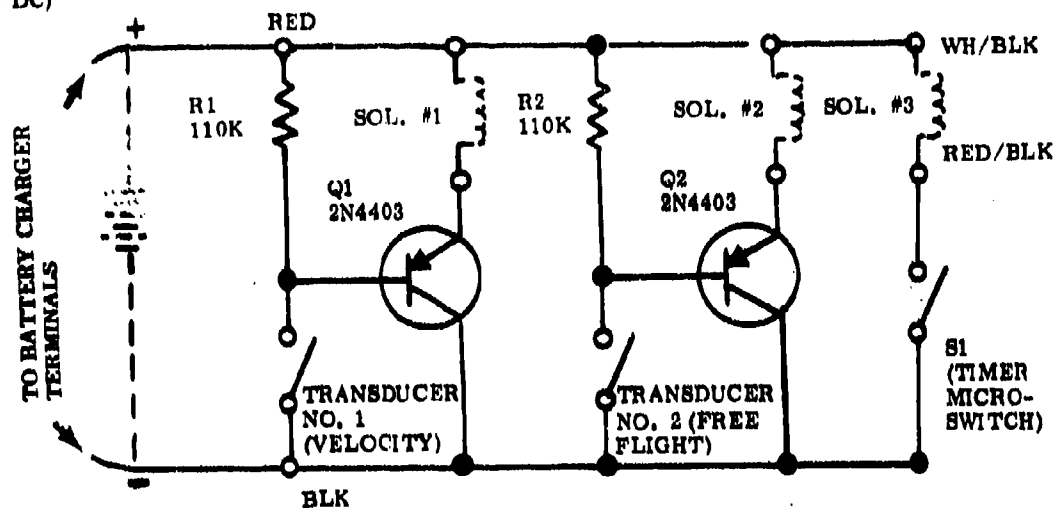 DC)
+
RED
WH/BLK
R1
110K
SOL. #1
R2
110K
SOL. #2
SOL. #3
RED/BLK
Q1
2N4403
Q2
2N4403
TO BATTERY CHARGER
TERMINALS
TRANSDUCER
NO. 1
(VELOCITY)
TRANSDUCER
NO. 2 (FREE
FLIGHT)
S1
(TIMER
MICRO-
SWITCH)
-
BLK